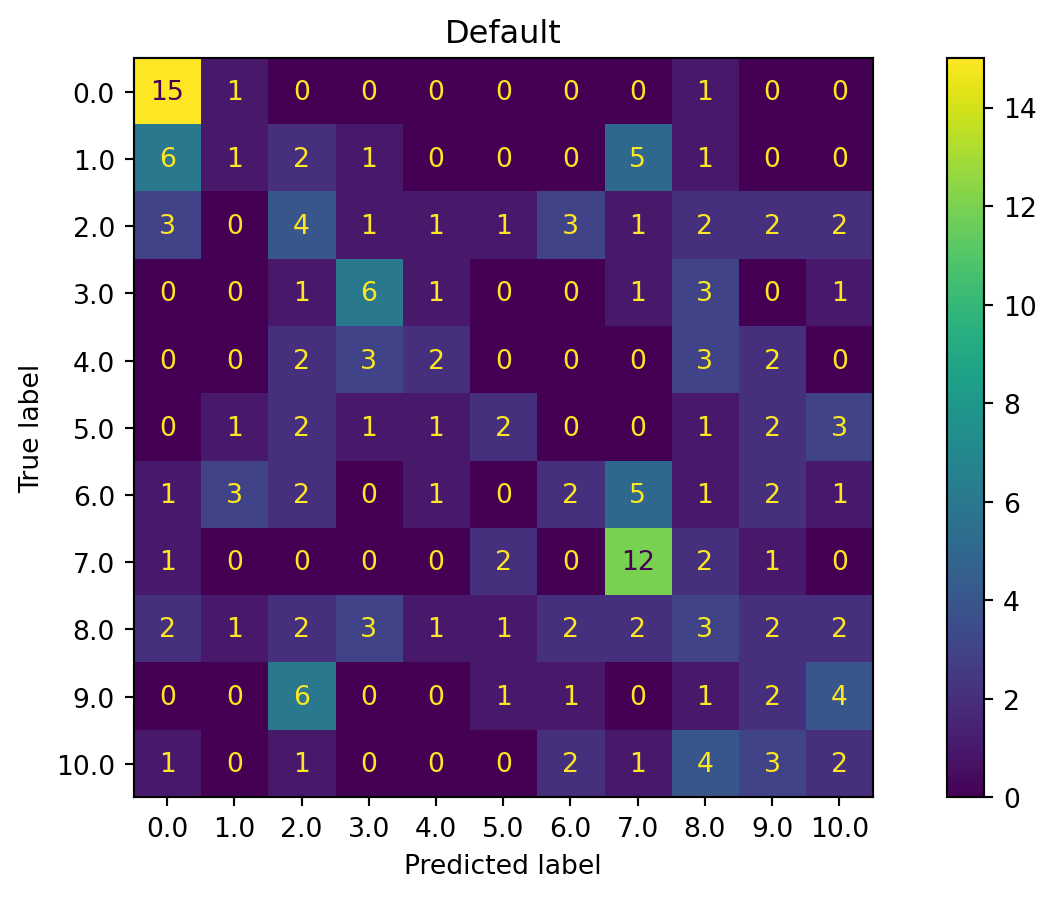 Default
0.0 15 1 0 0 0 0 0 0 1 0 0
1.0 6 1 2 1 0 0 0 5 1 0 0
2.0 3 0 4 1 1 1 3 1 2 2 2
3.0 0 0 1 6 1 0 0 1 3 0 1
4.0 0 0 2 3 2 0 0 0 3 2 0
5.0 0 1 2 1 1 2 0 0 1 2 3
6.0 1 3 2 0 1 0 2 5 1 2 1
7.0 1 0 0 0 0 2 0 12 2 1 0
8.0 2 1 2 3 1 1 2 2 3 2 2
9.0 0 0 6 0 0 1 1 0 1 2 4
10.0 1 0 1 0 0 0 2 1 4 3 2
0.0 1.0 2.0 3.0 4.0 5.0 6.0 7.0 8.0 9.0 10.0
Predicted label
True label
14
12
10
8
6
4
2
0